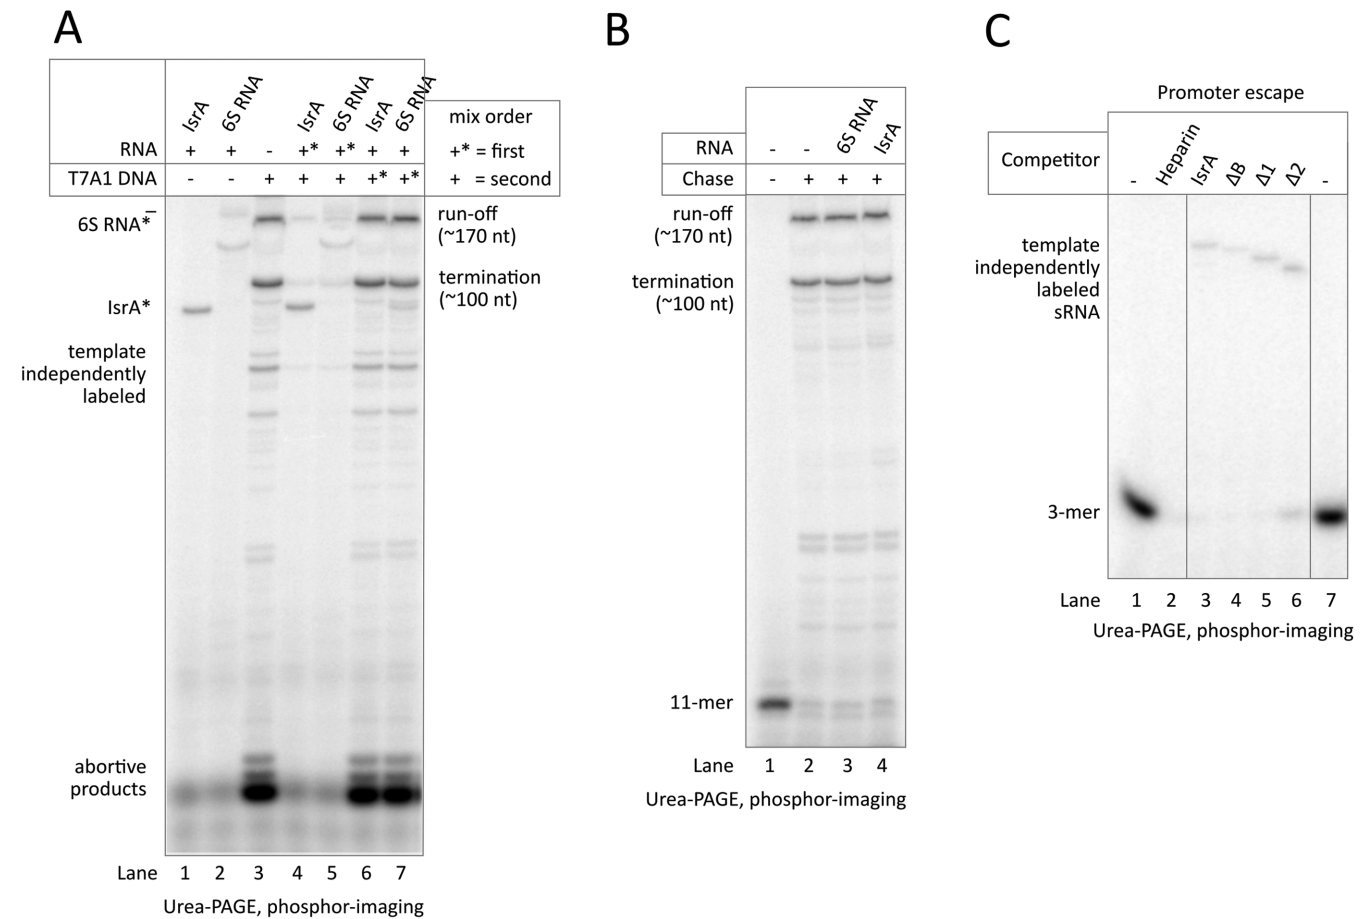 A
IsrA 6S RNA IsrA 6S RNA IsrA 6S RNA
RNA + + - +* +* + +
T7A1 DNA - - + + + +* +*
mix order
+* = first
+ = second
6S RNA*
IsrA*
template
independently
labeled
abortive
products
run-off
(~170 nt)
termination
(~100 nt)
Lane 1 2 3 4 5 6 7
Urea-PAGE, phosphor-imaging
B
6S RNA IsrA
RNA - - 
Chase - + + +
run-off
(~170 nt)
termination
(~100 nt)
11-mer
Lane 1 2 3 4
Urea-PAGE, phosphor-imaging
C
Promoter escape
Competitor - Heparin IsrA ΔB Δ1 Δ2 -
template
independently
labeled
sRNA
3-mer
Lane 1 2 3 4 5 6 7
Urea-PAGE, phosphor-imaging